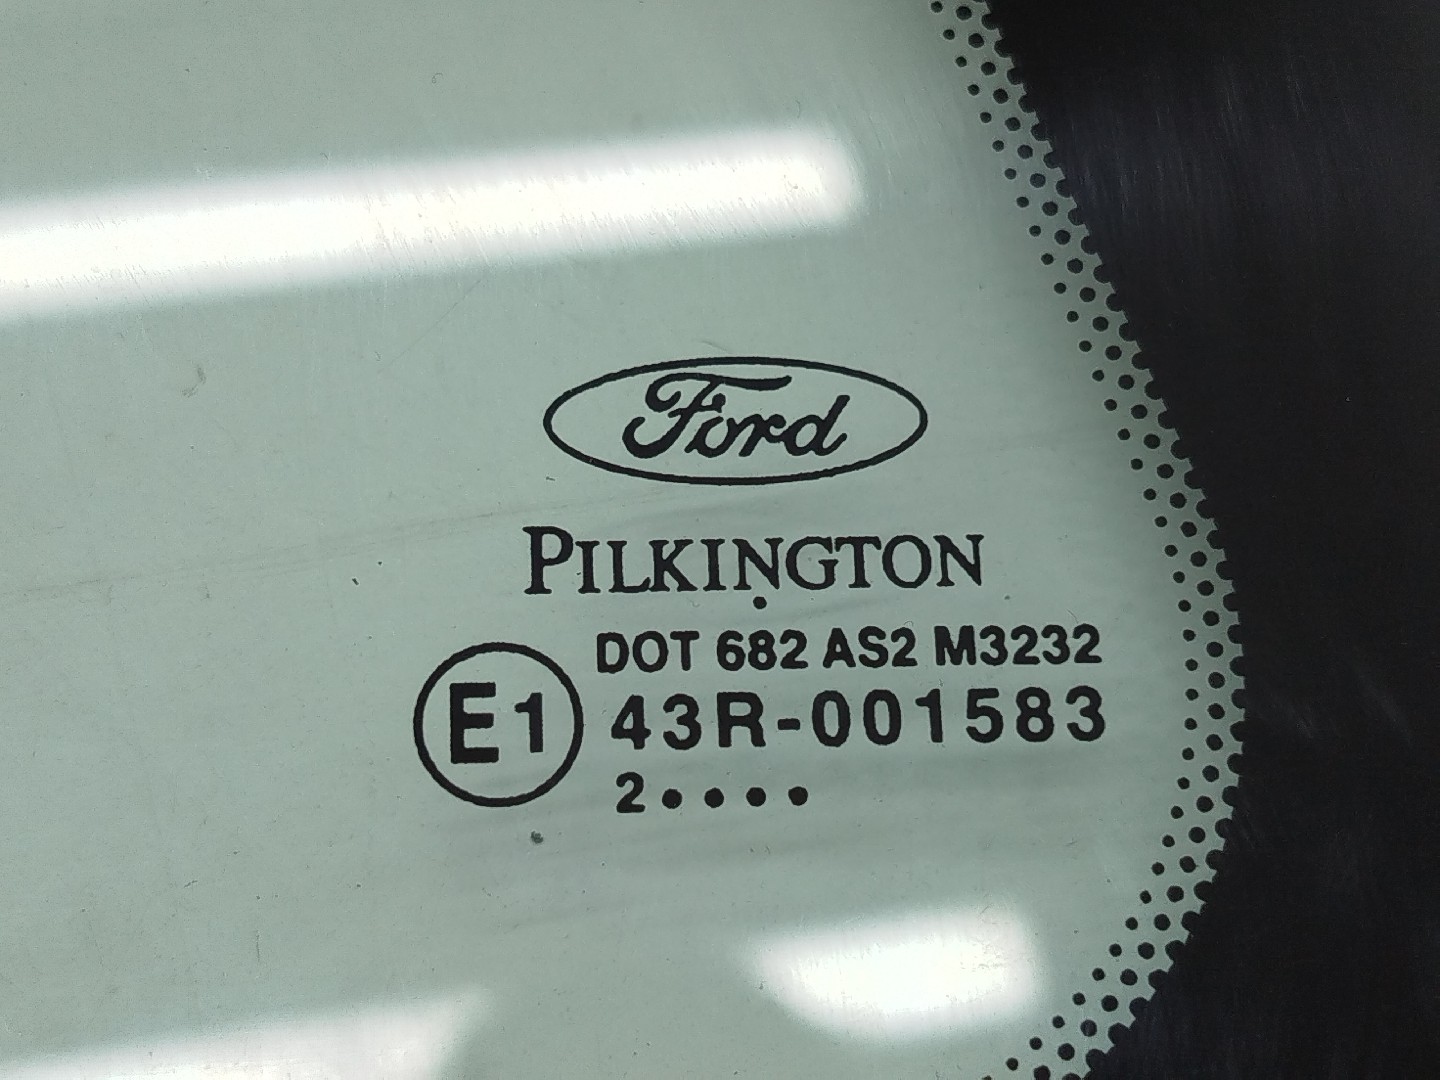 Ford
PILKINGTON
DOT 682 AS2 M3232
E1 43R-001583
2 • • • •